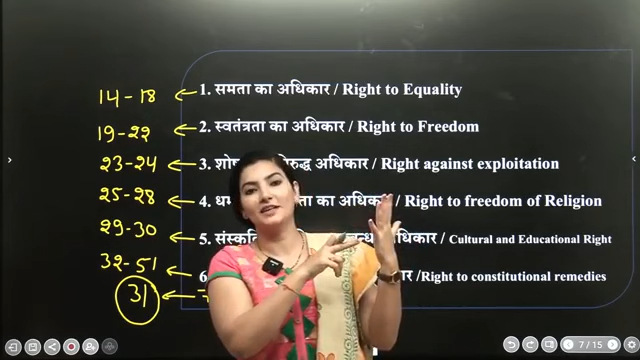 14-18 ← 1. समता का अधिकार / Right to Equality
19-22 ← 2. स्वतंत्रता का अधिकार / Right to Freedom
23-24 ← 3. अधिकार / Right against exploitation
25-28 ← 4. का अधिकार / Right to freedom of Religion
29-30 ← 5. अधिकार / Cultural and Educational Right
32-51 ← 6 /Right to constitutional remedies
31 ← 7
7 / 15